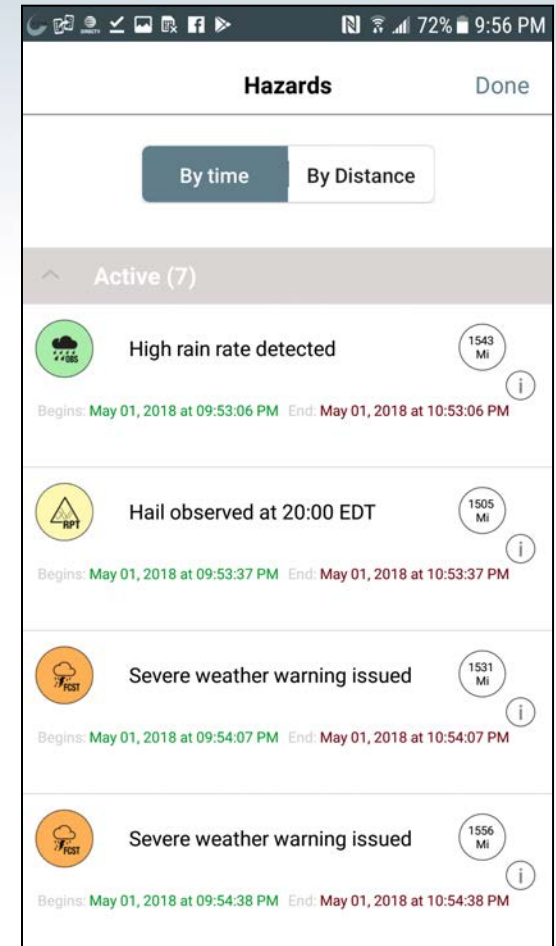 72% 9:56 PM
Hazards Done
By time By Distance
Active (7)
OBS High rain rate detected 1543 Mi i
Begins: May 01, 2018 at 09:53:06 PM End: May 01, 2018 at 10:53:06 PM
RPT Hail observed at 20:00 EDT 1505 Mi i
Begins: May 01, 2018 at 09:53:37 PM End: May 01, 2018 at 10:53:37 PM
FCST Severe weather warning issued 1531 Mi i
Begins: May 01, 2018 at 09:54:07 PM End: May 01, 2018 at 10:54:07 PM
FCST Severe weather warning issued 1556 Mi i
Begins: May 01, 2018 at 09:54:38 PM End: May 01, 2018 at 10:54:38 PM